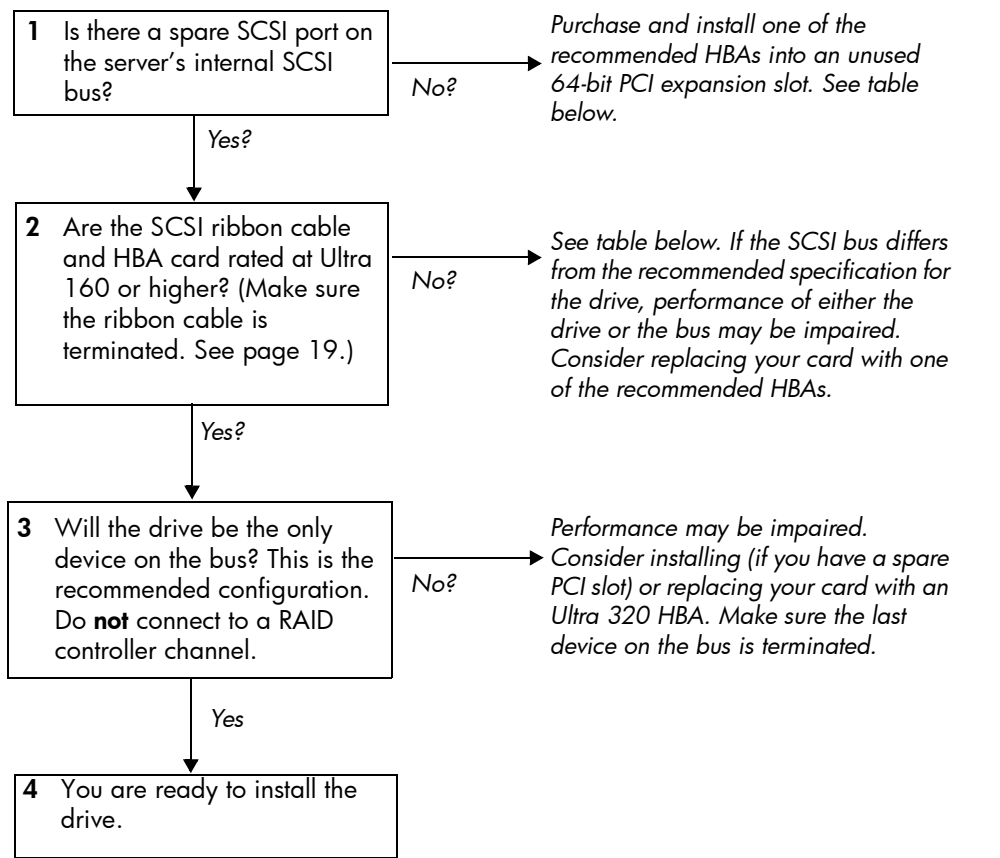 1 Is there a spare SCSI port on
the server's internal SCSI
bus?
No?
Purchase and install one of the
recommended HBAs into an unused
64-bit PCI expansion slot. See table
below.
Yes?
2 Are the SCSI ribbon cable
and HBA card rated at Ultra
160 or higher? (Make sure
the ribbon cable is
terminated. See page 19.)
No?
See table below. If the SCSI bus differs
from the recommended specification for
the drive, performance of either the
drive or the bus may be impaired.
Consider replacing your card with one
of the recommended HBAs.
Yes?
3 Will the drive be the only
device on the bus? This is the
recommended configuration.
Do not connect to a RAID
controller channel.
No?
Performance may be impaired.
Consider installing (if you have a spare
PCI slot) or replacing your card with an
Ultra 320 HBA. Make sure the last
device on the bus is terminated.
Yes
4 You are ready to install the
drive.